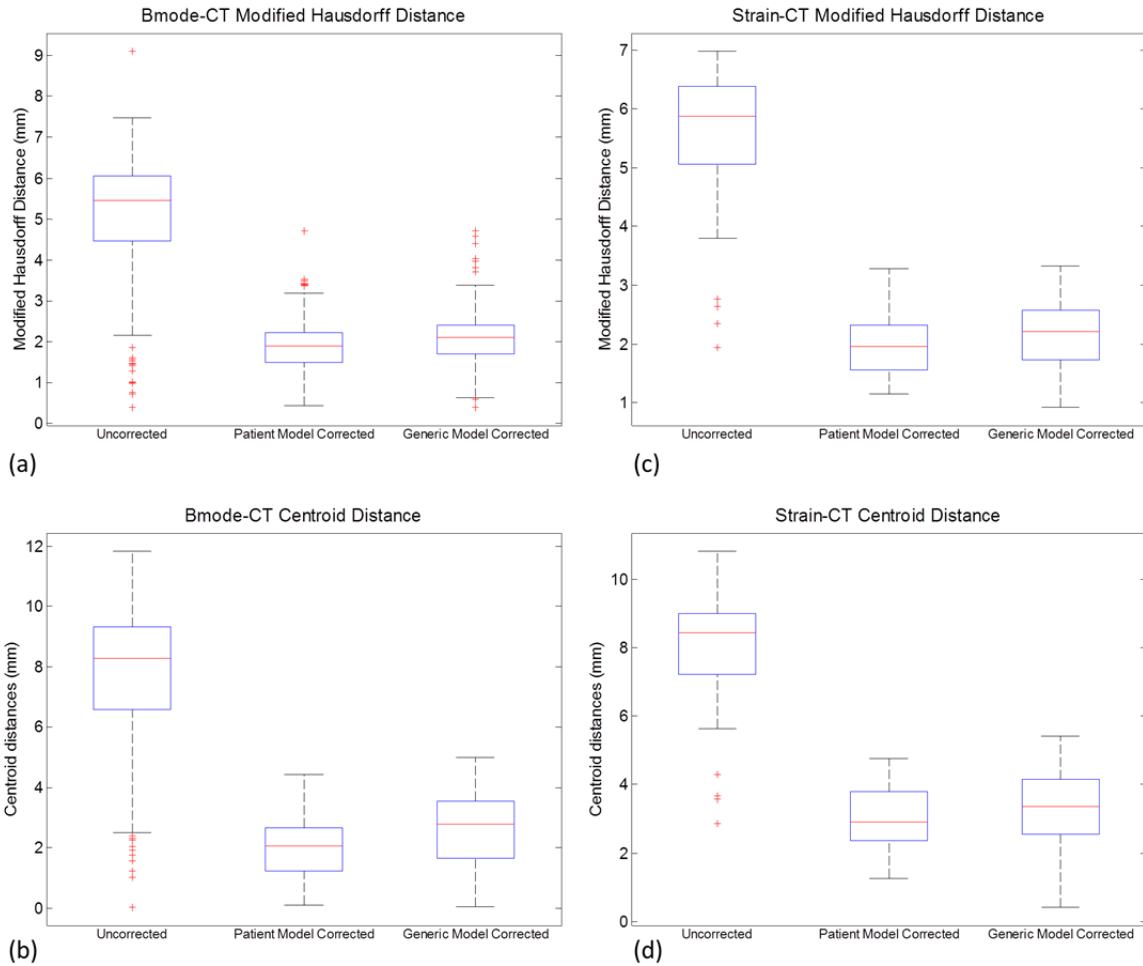 Bmode-CT Modified Hausdorff Distance
Modified Hausdorff Distance (mm)
9
8
7
6
5
4
3
2
1
0
Uncorrected Patient Model Corrected Generic Model Corrected
(a)
Strain-CT Modified Hausdorff Distance
Modified Hausdorff Distance (mm)
7
6
5
4
3
2
1
Uncorrected Patient Model Corrected Generic Model Corrected
(c)
Bmode-CT Centroid Distance
Centroid distances (mm)
12
10
8
6
4
2
0
Uncorrected Patient Model Corrected Generic Model Corrected
(b)
Strain-CT Centroid Distance
Centroid distances (mm)
10
8
6
4
2
0
Uncorrected Patient Model Corrected Generic Model Corrected
(d)